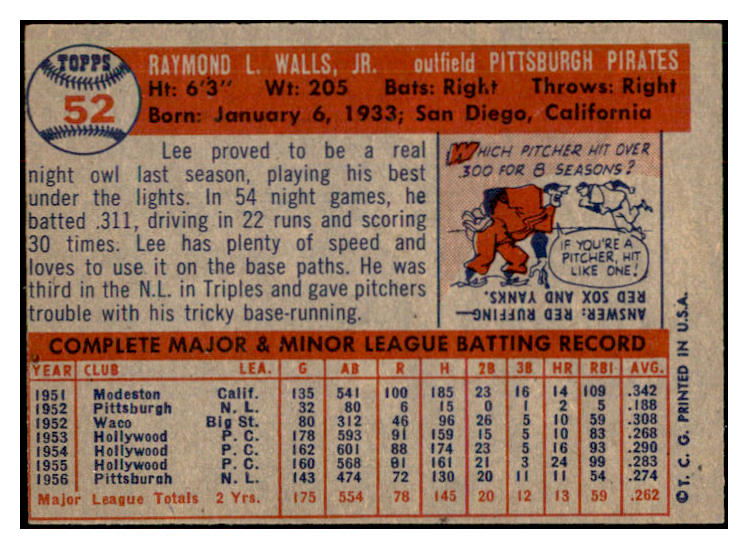 TOPPS
52
RAYMOND L. WALLS, JR. outfield PITTSBURGH PIRATES
Ht: 6'3" Wt: 205 Bats: Right Throws: Right
Born: January 6, 1933; San Diego, California
Lee proved to be a real
night owl last season, playing his best
under the lights. In 54 night games, he
batted .311, driving in 22 runs and scoring
30 times. Lee has plenty of speed and
loves to use it on the base paths. He was
third in the N.L. in Triples and gave pitchers
trouble with his tricky base-running.
WHICH PITCHER HIT OVER
.300 FOR 8 SEASONS?
IF YOU'RE A
PITCHER, HIT
LIKE ONE!
ANSWER: RED RUFFING—
RED SOX AND YANKS.
COMPLETE MAJOR & MINOR LEAGUE BATTING RECORD
YEAR CLUB LEA. G AB R H 2B 3B HR RBI AVG.
1951 Modeston Calif. 135 541 100 185 23 16 14 109 .342
1952 Pittsburgh N. L. 32 80 6 15 0 1 2 5 .188
1952 Waco Big St. 80 312 46 96 26 5 10 59 .308
1953 Hollywood P. C. 178 593 91 159 15 5 10 83 .268
1954 Hollywood P. C. 162 601 88 174 23 5 16 93 .290
1955 Hollywood P. C. 160 568 81 161 21 3 24 99 .283
1956 Pittsburgh N. L. 143 474 72 130 20 11 11 54 .274
Major League Totals 2 Yrs. 175 554 78 145 20 12 13 59 .262
©T. C. G. PRINTED IN U.S.A.